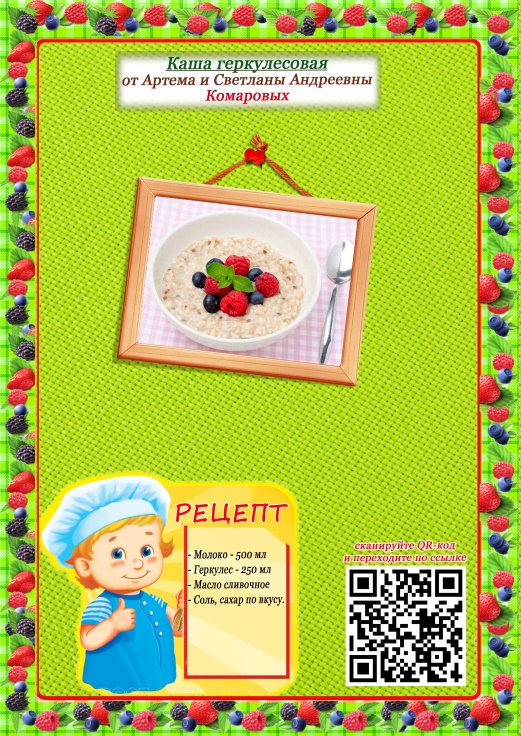 Каша геркулесовая
от Артема и Светланы Андреевны
Комаровых
РЕЦЕПТ
- Молоко - 500 мл
- Геркулес - 250 мл
- Масло сливочное
- Соль, сахар по вкусу.
сканируйте QR-код
и переходите по ссылке